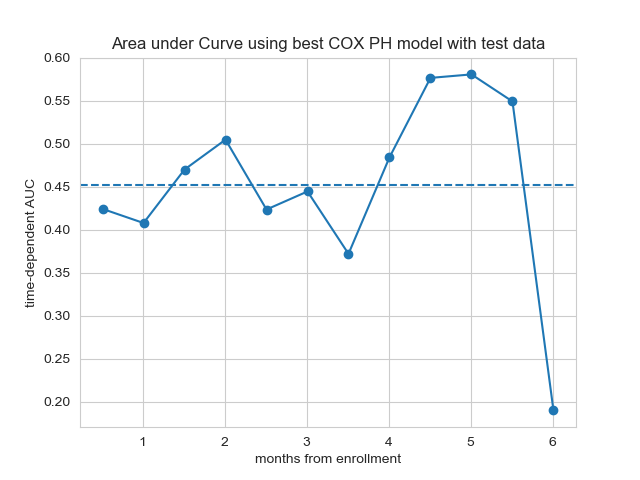 Area under Curve using best COX PH model with test data
time-dependent AUC
0.60
0.55
0.50
0.45
0.40
0.35
0.30
0.25
0.20
1 2 3 4 5 6
months from enrollment